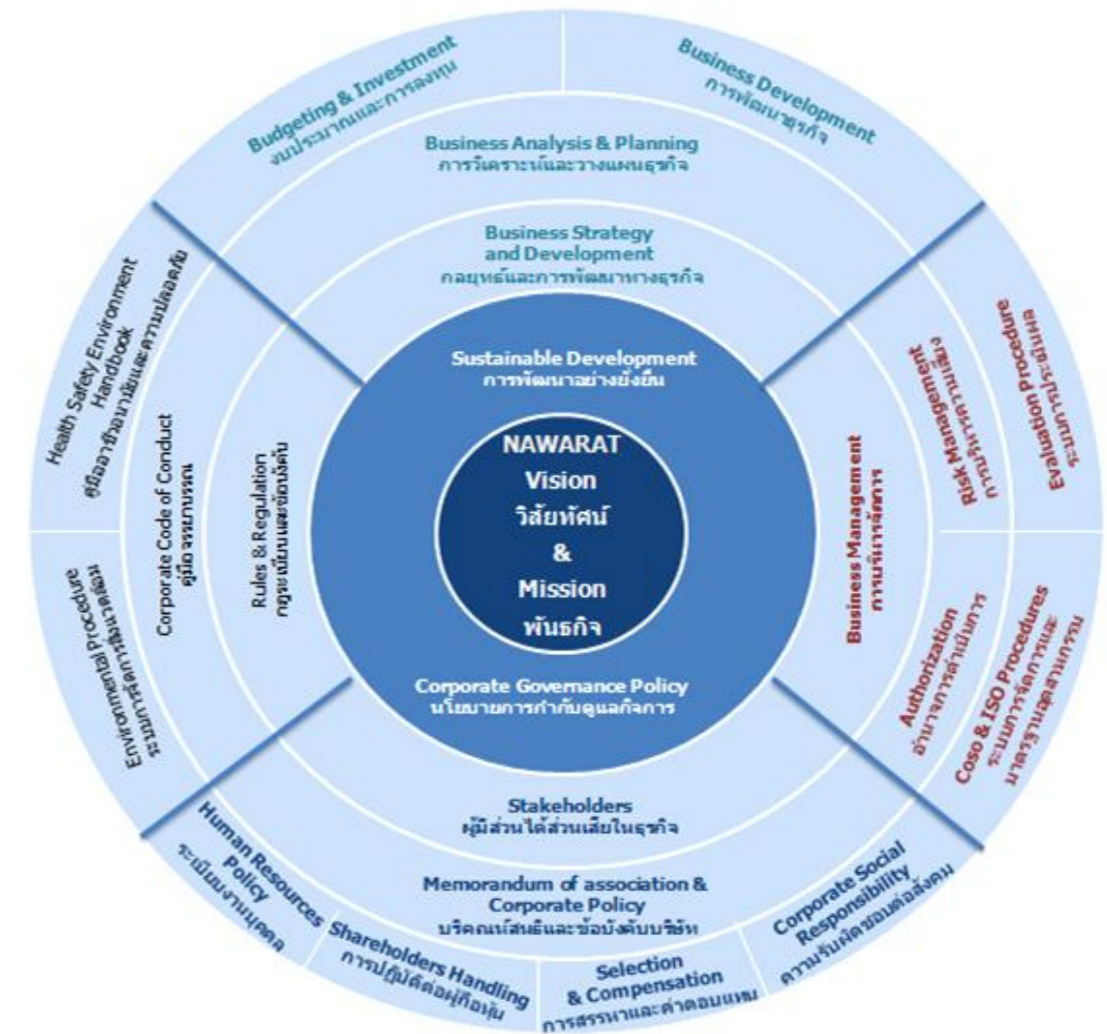 Budgeting & Investment
งบประมาณและการลงทุน
Business Development
การพัฒนาธุรกิจ
Business Analysis & Planning
การวิเคราะห์และวางแผนธุรกิจ
Business Strategy
and Development
กลยุทธ์และการพัฒนาทางธุรกิจ
Health Safety Environment
Handbook
คู่มืออาชีวอนามัยและความปลอดภัย
Corporate Code of Conduct
คู่มือจรรยาบรรณ
Rules & Regulation
กฎระเบียบและข้อบังคับ
Environmental Procedure
ระบบการจัดการสิ่งแวดล้อม
Sustainable Development
การพัฒนาอย่างยั่งยืน
NAWARAT
Vision
วิสัยทัศน์
&
Mission
พันธกิจ
Corporate Governance Policy
นโยบายการกำกับดูแลกิจการ
Business Management
การบริหารจัดการ
Risk Management
การบริหารความเสี่ยง
Evaluation Procedure
ระบบการประเมินผล
Authorization
อำนาจการดำเนินการ
Coso & ISO Procedures
ระบบการจัดการและ
มาตรฐานอุตสาหกรรม
Stakeholders
ผู้มีส่วนได้ส่วนเสียในธุรกิจ
Memorandum of association &
Corporate Policy
บริคณห์สนธิและข้อบังคับบริษัท
Human Resources
Policy
ระเบียบงานบุคคล
Shareholders Handling
การปฏิบัติต่อผู้ถือหุ้น
Selection
& Compensation
การสรรหาและค่าตอบแทน
Corporate Social
Responsibility
ความรับผิดชอบต่อสังคม